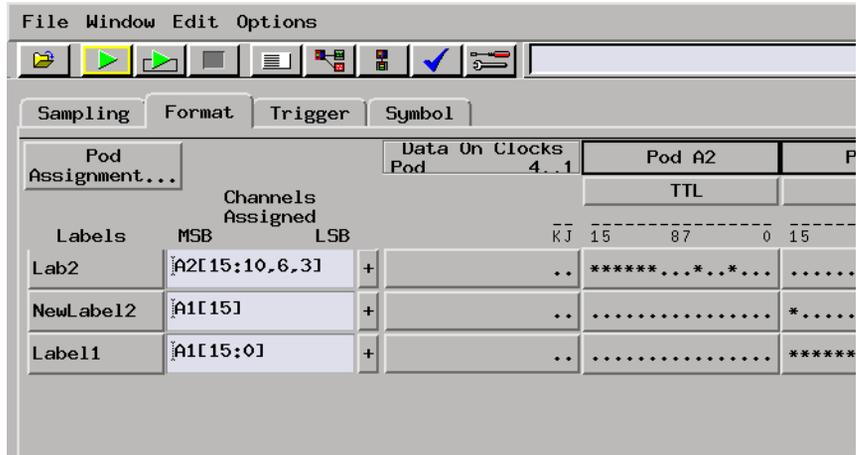 File Window Edit Options
Sampling Format Trigger Symbol
Pod
Assignment...
Data On Clocks
Pod 4..1
Pod A2
P
TTL
Channels
Assigned
Labels MSB LSB
KJ 15 87 0 15
Lab2 A2[15:10,6,3] + .. ******...*..*... ......
NewLabel2 A1[15] + .. ................ *.....
Label1 A1[15:0] + .. ................ ******